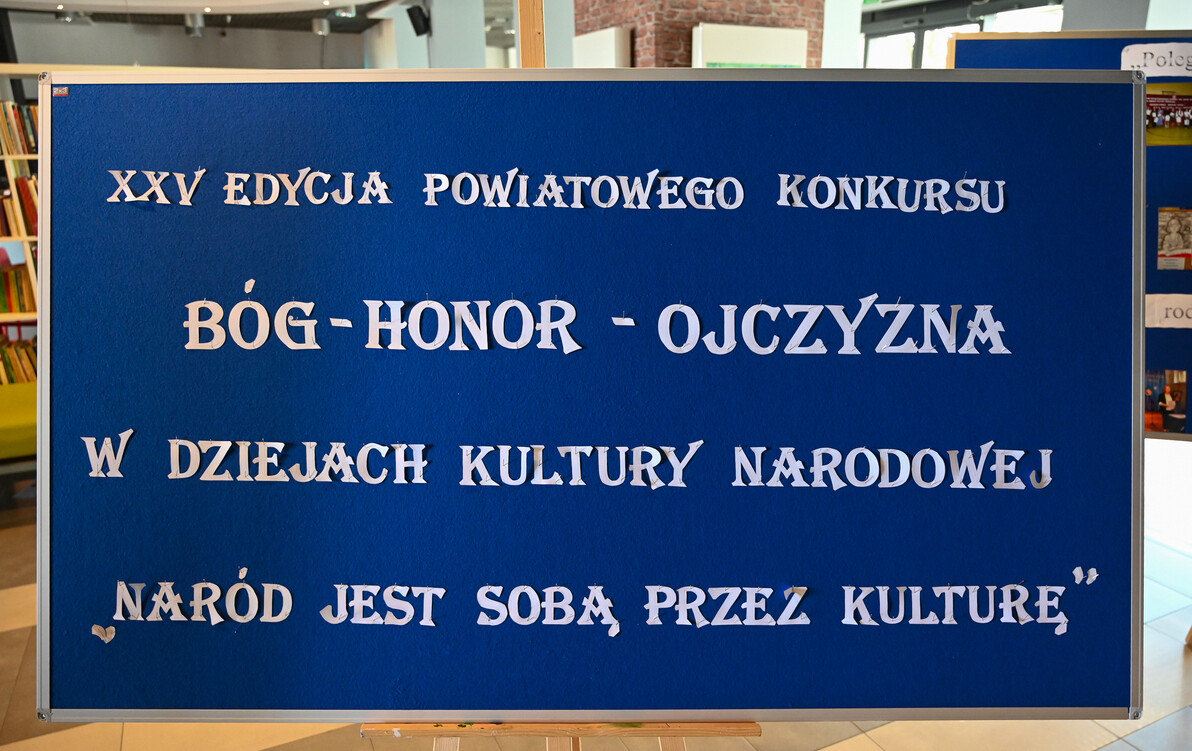 XXV EDYCJA POWIATOWEGO KONKURSU
BÓG - HONOR - OJCZYZNA
W DZIEJACH KULTURY NARODOWEJ
„NARÓD JEST SOBĄ PRZEZ KULTURĘ”